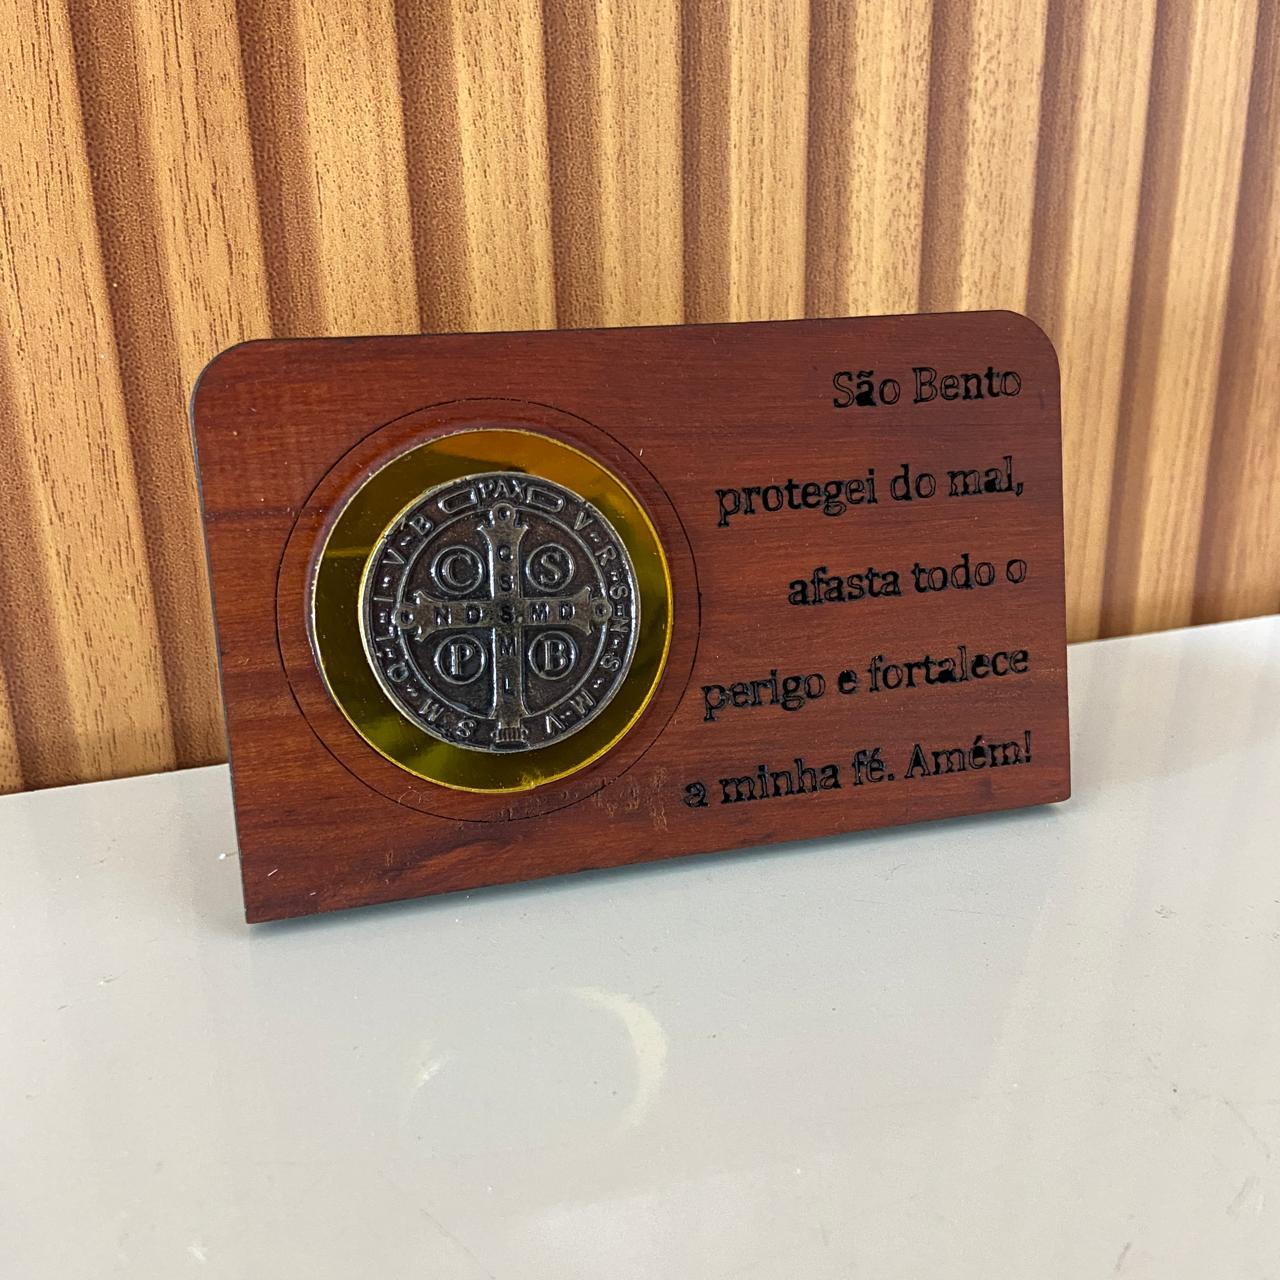 São Bento
protegei do mal,
afasta todo o
perigo e fortalece
a minha fé. Amém!
PAX
V·R·S·N·S·M·V
S·M·Q·L·I·V·B
C S
P B
C S S M L
N D S M D